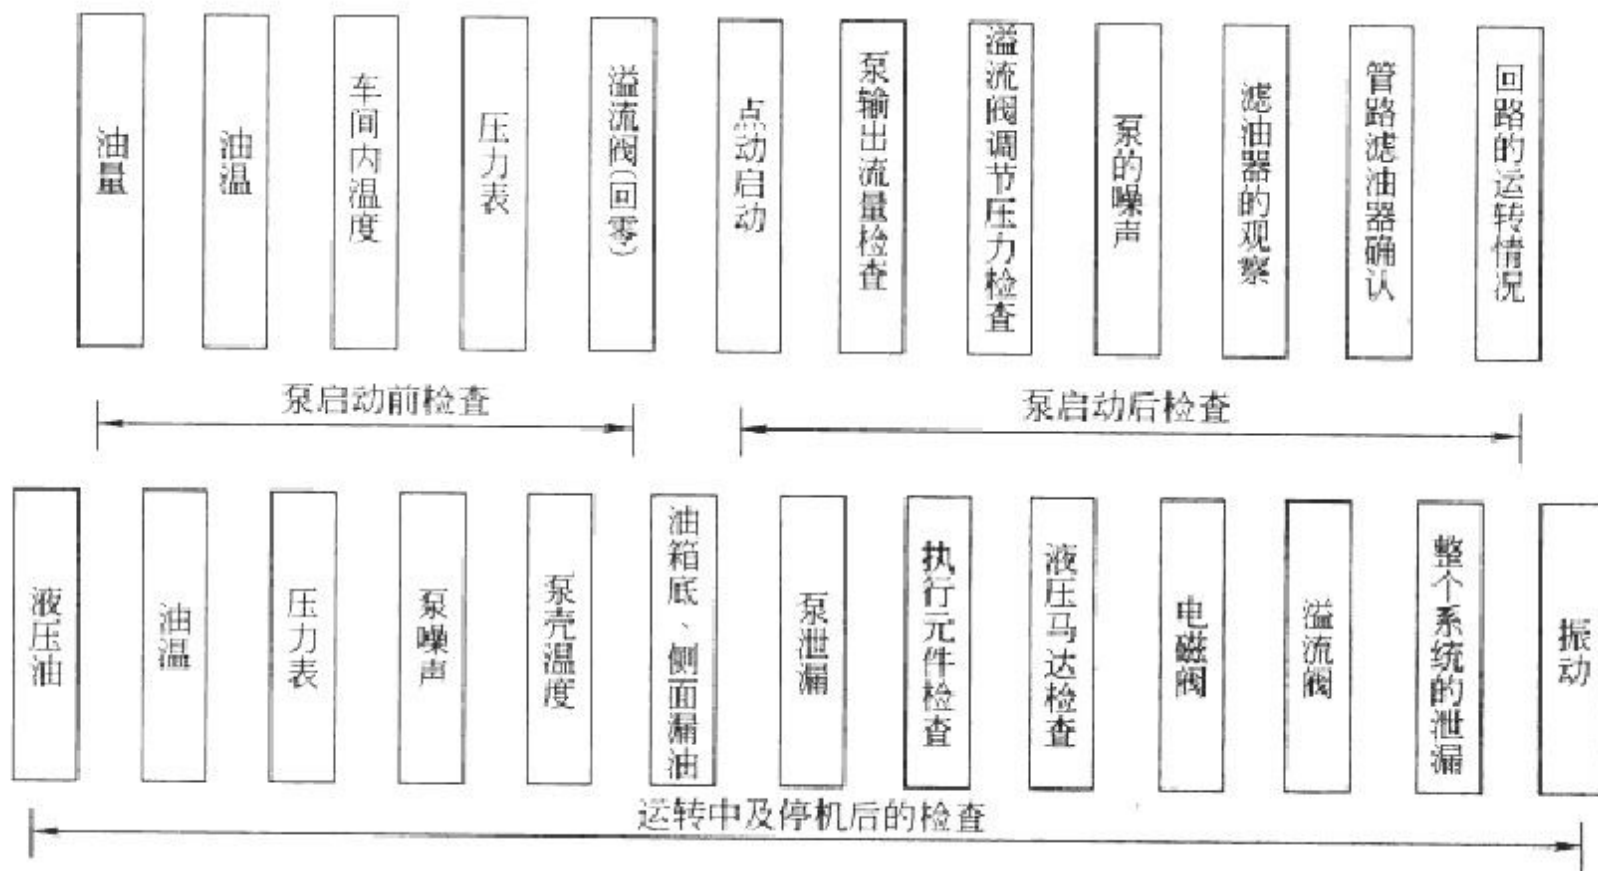 油量
油温
车间内温度
压力表
溢流阀(回零)
点动启动
泵输出流量检查
溢流阀调节压力检查
泵的噪声
滤油器的观察
管路滤油器确认
回路的运转情况
泵启动前检查
泵启动后检查
液压油
油温
压力表
泵噪声
泵壳温度
油箱底、侧面漏油
泵泄漏
执行元件检查
液压马达检查
电磁阀
溢流阀
整个系统的泄漏
振动
运转中及停机后的检查